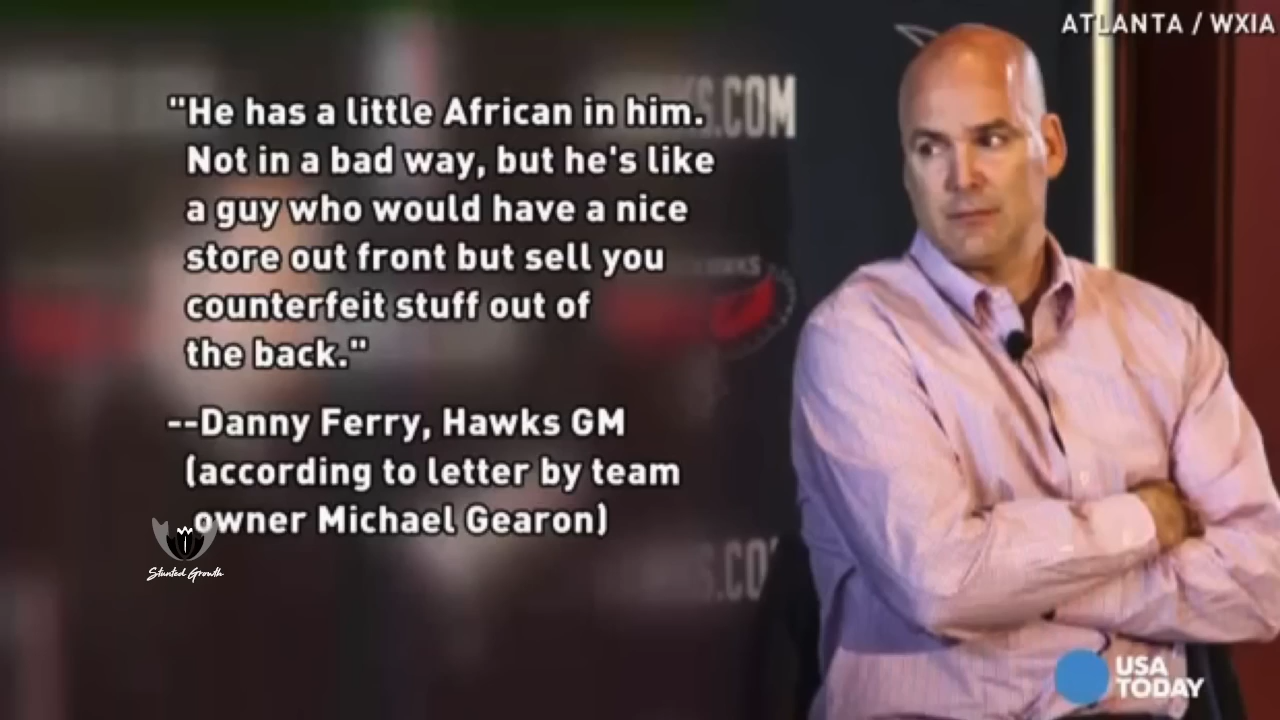 ATLANTA / WXIA
S.COM
"He has a little African in him.
Not in a bad way, but he's like
a guy who would have a nice
store out front but sell you
counterfeit stuff out of
the back."
--Danny Ferry, Hawks GM
(according to letter by team
owner Michael Gearon)
Stunted Growth
S.CO
USA
TODAY